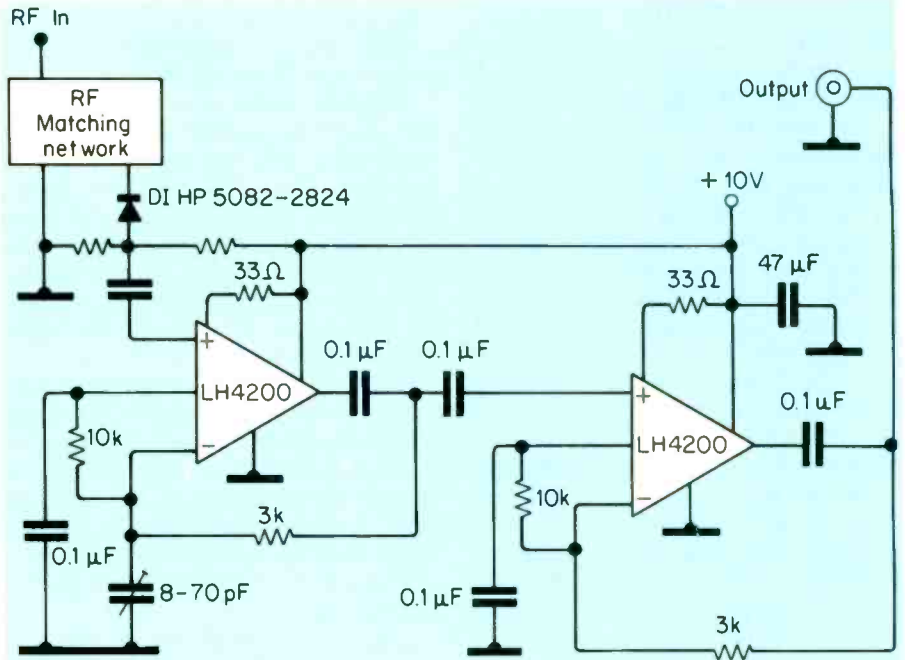 RF In
RF
Matching
network
DI HP 5082-2824
Output
+ 10V
33Ω
33Ω
47 μF
+
LH4200
−
0.1 μF
0.1 μF
+
LH4200
−
0.1 μF
10k
10k
0.1 μF
3k
8-70 pF
0.1 μF
3k